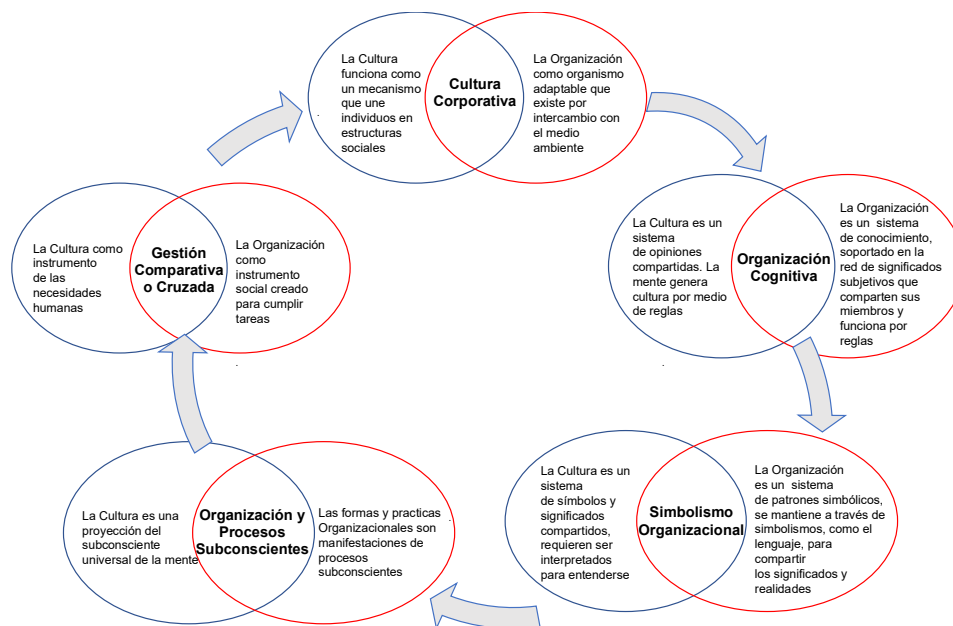 La Cultura
funciona como
un mecanismo
que une
individuos en
estructuras
sociales
Cultura
Corporativa
La Organización
como organismo
adaptable que
existe por
intercambio con
el medio
ambiente
La Cultura es un
sistema
de opiniones
compartidas. La
mente genera
cultura por medio
de reglas
Organización
Cognitiva
La Organización
es un sistema
de conocimiento,
soportado en la
red de significados
subjetivos que
comparten sus
miembros y
funciona por
reglas
La Cultura es un
sistema
de símbolos y
significados
compartidos,
requieren ser
interpretados
para entenderse
Simbolismo
Organizacional
La Organización
es un sistema
de patrones simbólicos,
se mantiene a través de
simbolismos, como el
lenguaje, para
compartir
los significados y
realidades
La Cultura es una
proyección del
subconsciente
universal de la mente
Organización y
Procesos
Subconscientes
Las formas y practicas
Organizacionales son
manifestaciones de
procesos
subconscientes
La Cultura como
instrumento
de las
necesidades
humanas
Gestión
Comparativa
o Cruzada
La Organización
como
instrumento
social creado
para cumplir
tareas